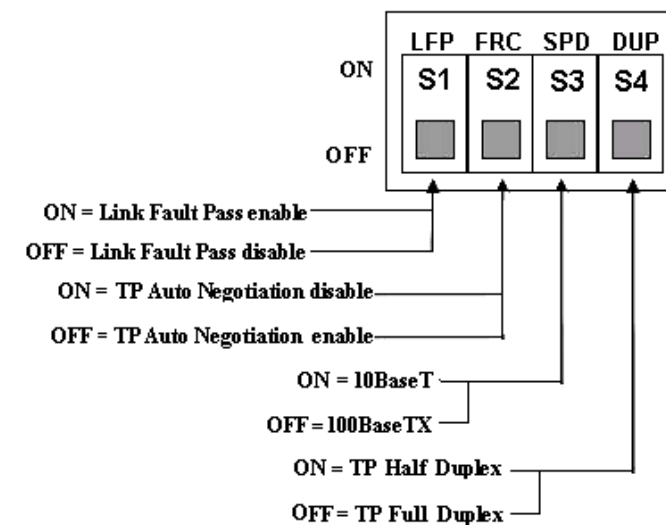 LFP FRC SPD DUP
ON
S1 S2 S3 S4
OFF
ON = Link Fault Pass enable
OFF = Link Fault Pass disable
ON = TP Auto Negotiation disable
OFF = TP Auto Negotiation enable
ON = 10BaseT
OFF = 100BaseTX
ON = TP Half Duplex
OFF = TP Full Duplex